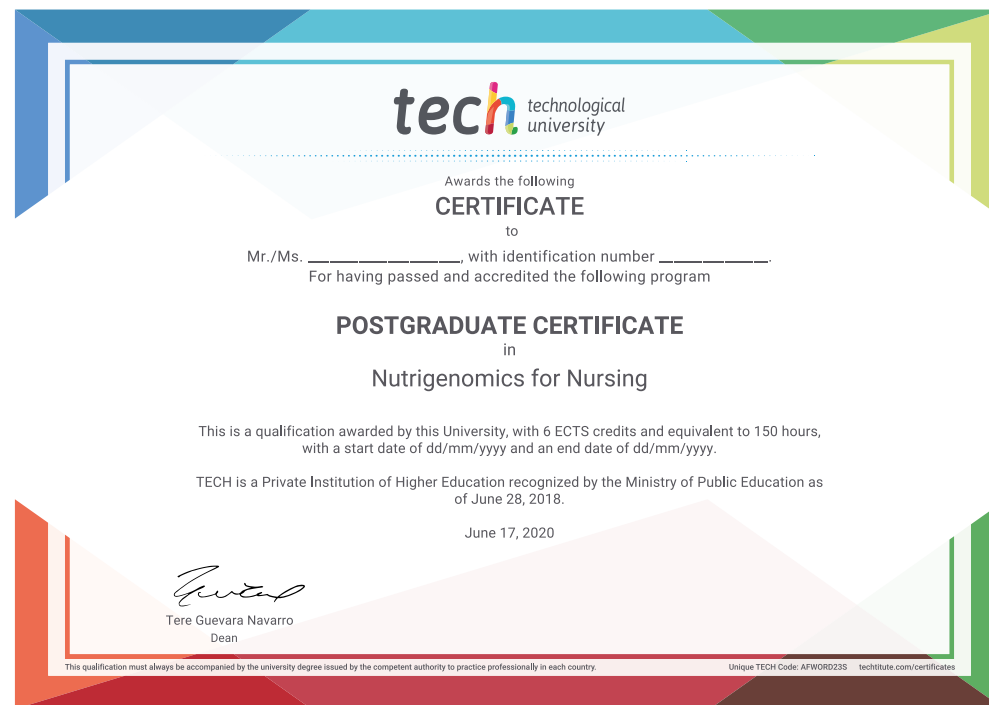 tech technological
university
Awards the following
CERTIFICATE
to
Mr./Ms. ____________________, with identification number ______________.
For having passed and accredited the following program
POSTGRADUATE CERTIFICATE
in
Nutrigenomics for Nursing
This is a qualification awarded by this University, with 6 ECTS credits and equivalent to 150 hours,
with a start date of dd/mm/yyyy and an end date of dd/mm/yyyy.
TECH is a Private Institution of Higher Education recognized by the Ministry of Public Education as
of June 28, 2018.
June 17, 2020
Tere Guevara Navarro
Dean
This qualification must always be accompanied by the university degree issued by the competent authority to practice professionally in each country.
Unique TECH Code: AFWORD23S techtitute.com/certificates